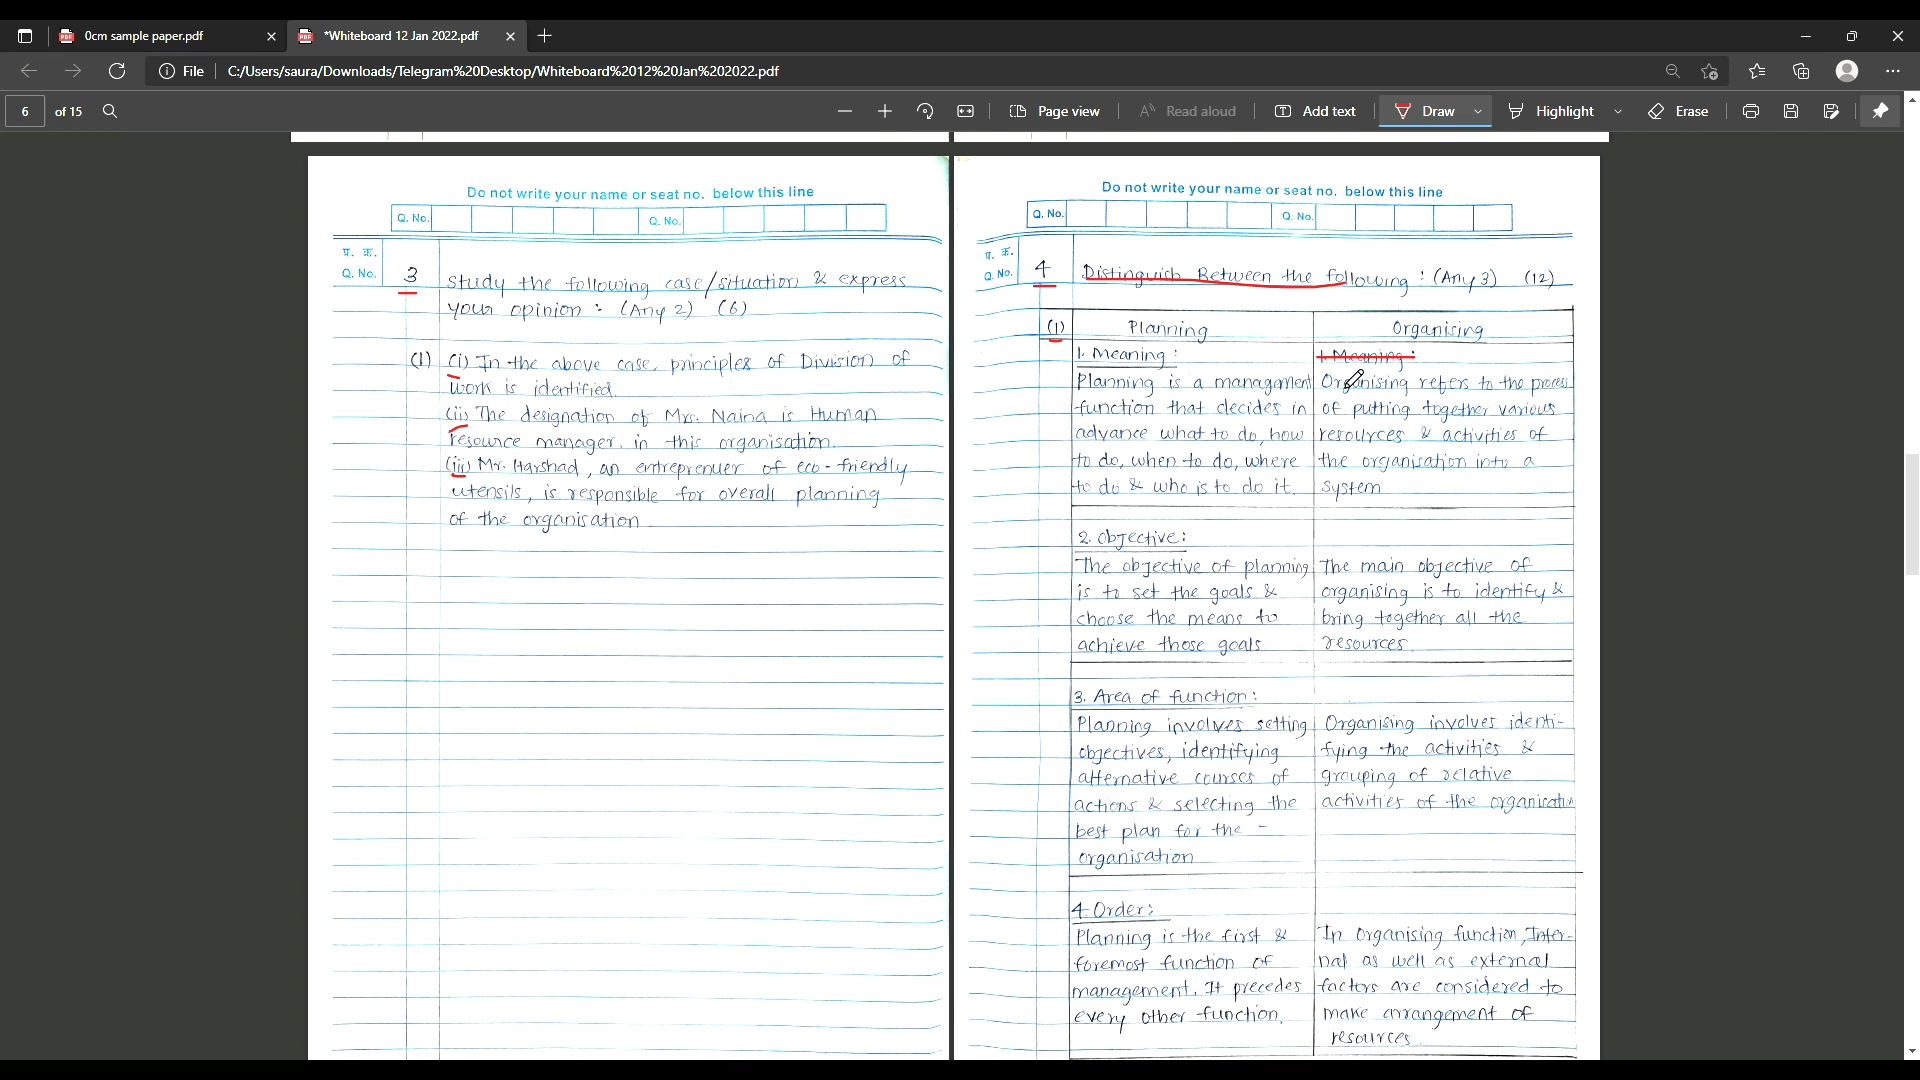 0cm sample paper.pdf
*Whiteboard 12 Jan 2022.pdf
File
C:/Users/saura/Downloads/Telegram%20Desktop/Whiteboard%2012%20Jan%202022.pdf
6 of 15
Page view
Read aloud
Add text
Draw
Highlight
Erase
Do not write your name or seat no. below this line
Q. No.
Q. No.
प्र. क्र.
Q. No.
3
Study the following case/situation & express
your opinion : (Any 2) (6)
(1) (i) In the above case, principles of Division of
work is identified.
(ii) The designation of Mrs. Naina is Human
resource manager. in this organisation.
(iii) Mr. Harshad, an entreprenuer of eco-friendly
utensils, is responsible for overall planning
of the organisation
Do not write your name or seat no. below this line
Q. No.
Q. No.
प्र. क्र.
Q. No.
4
Distinguish Between the following : (Any 3) (12)
(1) Planning
Organising
1. Meaning :
Planning is a managment
function that decides in
advance what to do, how
to do, when to do, where
to do & who is to do it.
1. Meaning :
Organising refers to the process
of putting together various
resources & activities of
the organisation into a
system
2. Objective:
The objective of planning
is to set the goals &
choose the means to
achieve those goals
The main objective of
organising is to identify &
bring together all the
resources.
3. Area of function:
Planning involves setting
objectives, identifying
alternative courses of
actions & selecting the
best plan for the -
organisation
Organising involves identi-
fying the activities &
grouping of relative
activities of the organisation
4. Order:
Planning is the first &
foremost function of
management. It precedes
every other function.
In organising function, Inter-
nal as well as external
factors are considered to
make arrangement of
resources.